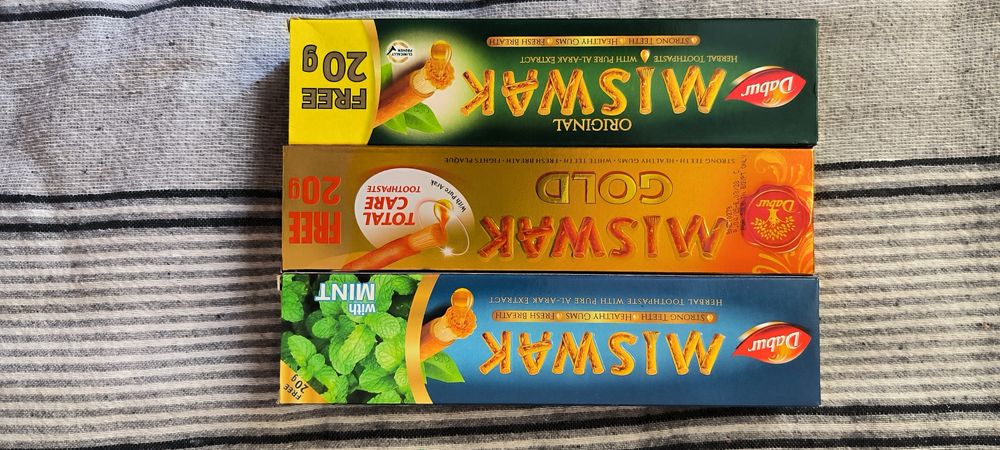 Dabur
MISWAK
STRONG TEETH • HEALTHY GUMS • FRESH BREATH
HERBAL TOOTHPASTE WITH PURE AL-ARAK EXTRACT
FREE 20g
with
MINT
Dabur
MISWAK
GOLD
STRONG TEETH • HEALTHY GUMS • WHITE TEETH • FRESH BREATH • FIGHTS PLAQUE
TOTAL
CARE
TOOTHPASTE
With Pure Arak
FREE
20g
Dabur
ORIGINAL
MISWAK
HERBAL TOOTHPASTE WITH PURE AL-ARAK EXTRACT
STRONG TEETH • HEALTHY GUMS • FRESH BREATH
CLINICALLY
PROVEN
FREE
20g